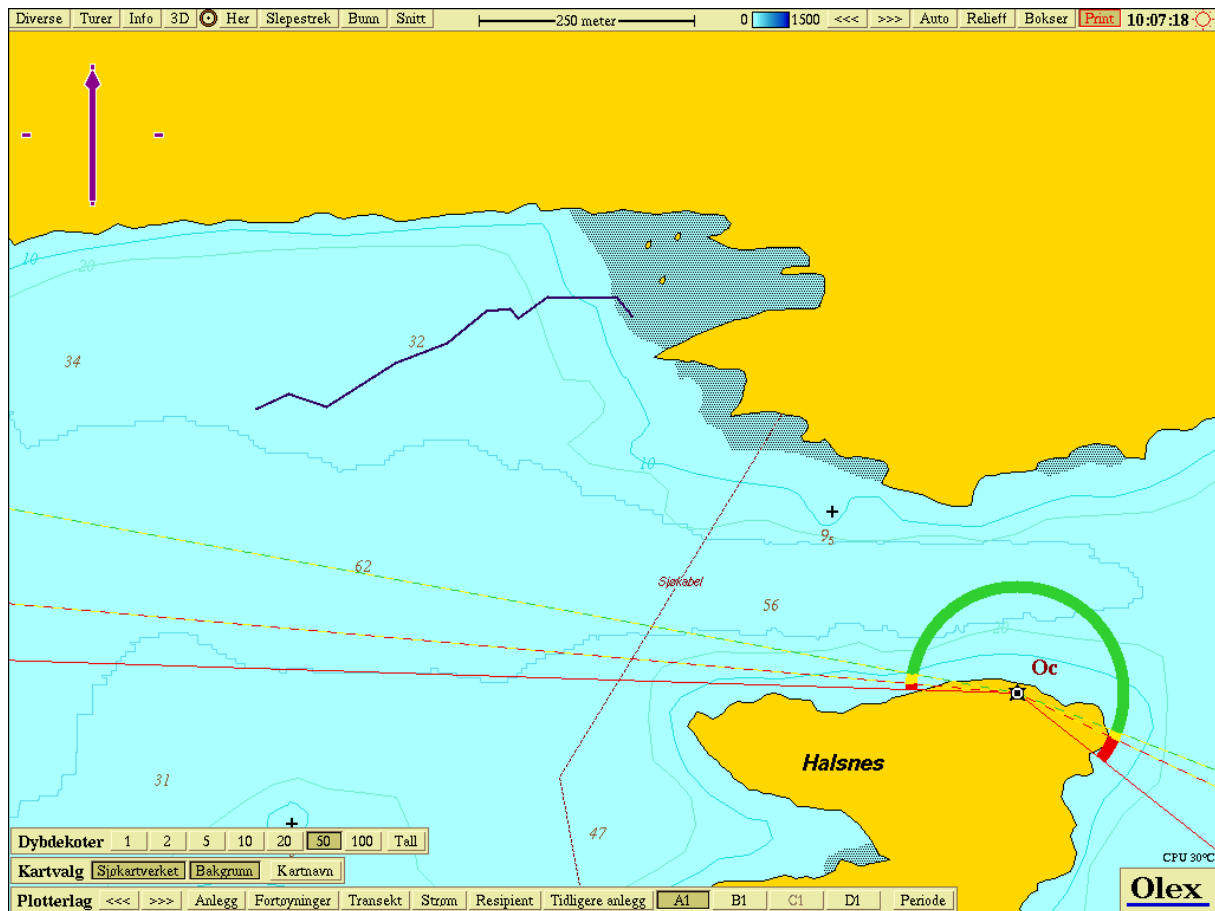 Diverse Turer Info 3D Her Slepestrek Bunn Snitt 250 meter 0 1500 <<< >>> Auto Relieff Bokser Print 10:07:18
10 20
32
34
10
9₅
62
Sjøkabel
56
20
Oc
Halsnes
31
47
Dybdekoter 1 2 5 10 20 50 100 Tall
CPU 30°C
Kartvalg Sjøkartverket Bakgrunn Kartnavn
Olex
Plotterlag <<< >>> Anlegg Fortøyninger Transekt Strøm Resipient Tidligere anlegg A1 B1 C1 D1 Periode